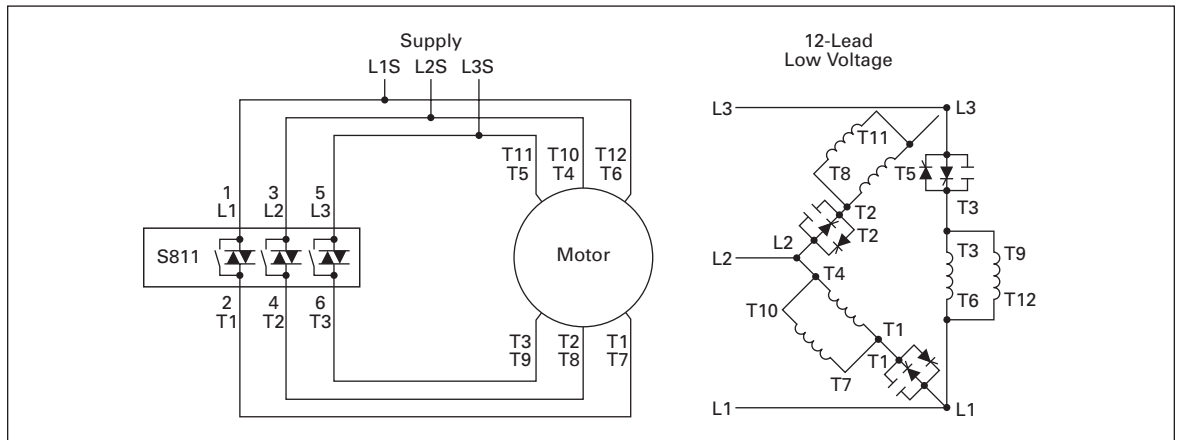 Supply
L1S L2S L3S
T11 T10 T12
T5 T4 T6
1 3 5
L1 L2 L3
S811
Motor
2 4 6
T1 T2 T3
T3 T2 T1
T9 T8 T7
12-Lead
Low Voltage
L3 L3
T11
T8 T5
T3
T2
T2
L2
L2
T4
T3 T9
T6 T12
T10
T1
T1
T7
L1 L1